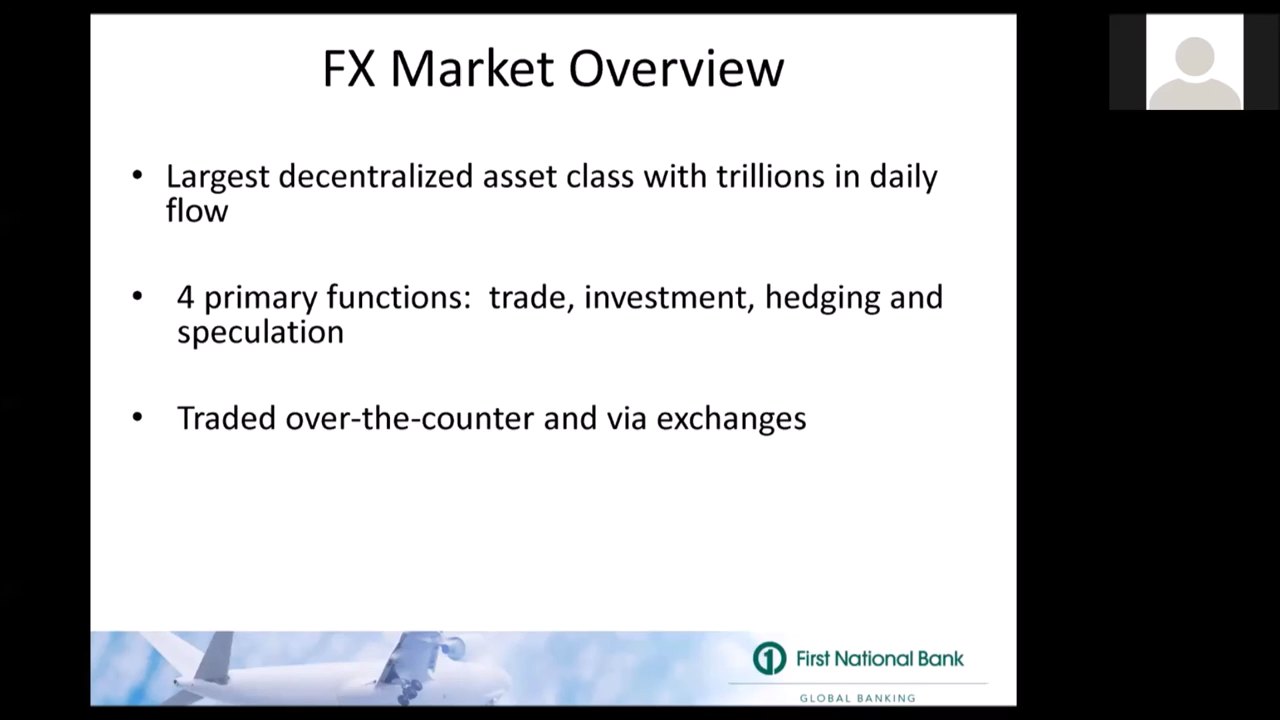 FX Market Overview
• Largest decentralized asset class with trillions in daily
flow
• 4 primary functions:  trade, investment, hedging and
speculation
• Traded over-the-counter and via exchanges
1 First National Bank
GLOBAL BANKING